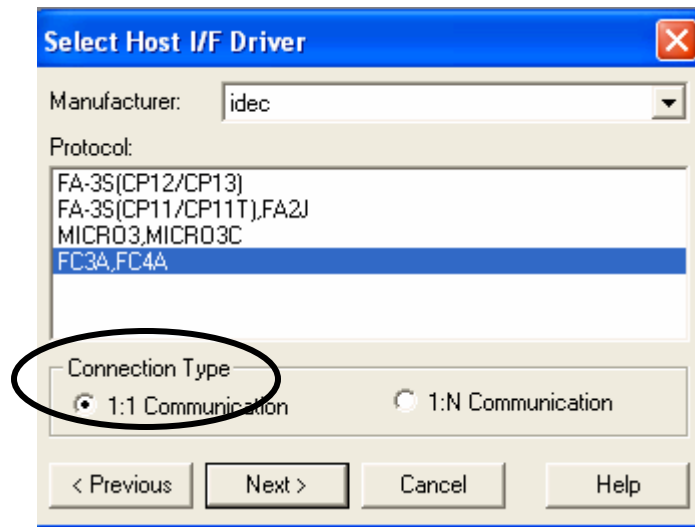 Select Host I/F Driver
Manufacturer: idec
Protocol:
FA-3S(CP12/CP13)
FA-3S(CP11/CP11T),FA2J
MICRO3,MICRO3C
FC3A,FC4A
Connection Type
1:1 Communication 1:N Communication
< Previous Next > Cancel Help